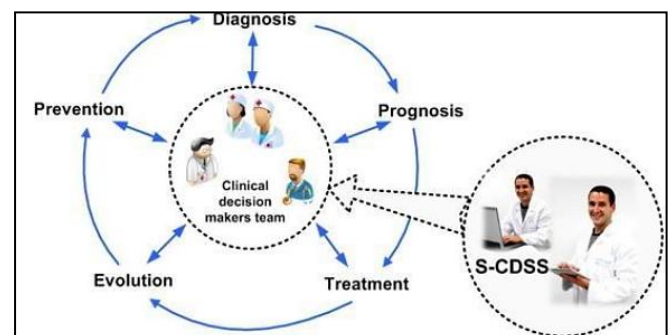 Diagnosis
Prevention
Prognosis
Clinical
decision
makers team
S-CDSS
Evolution
Treatment